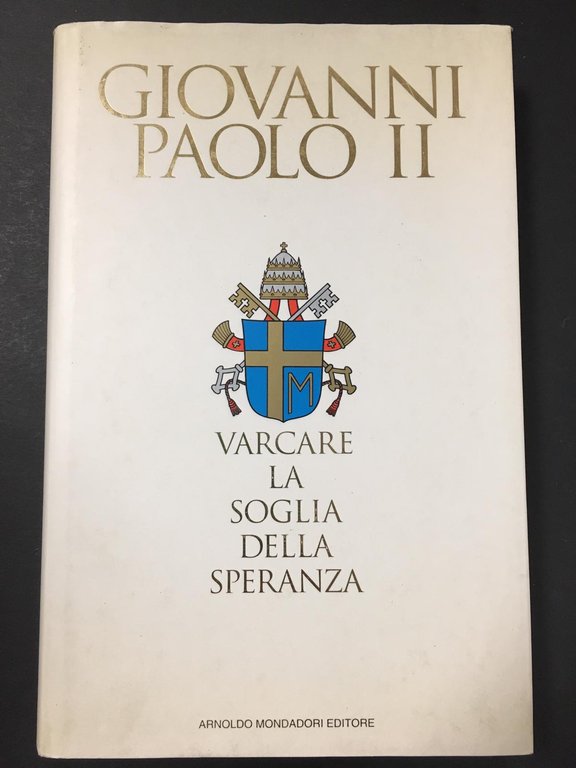 GIOVANNI
PAOLO II
M
VARCARE
LA
SOGLIA
DELLA
SPERANZA
ARNOLDO MONDADORI EDITORE